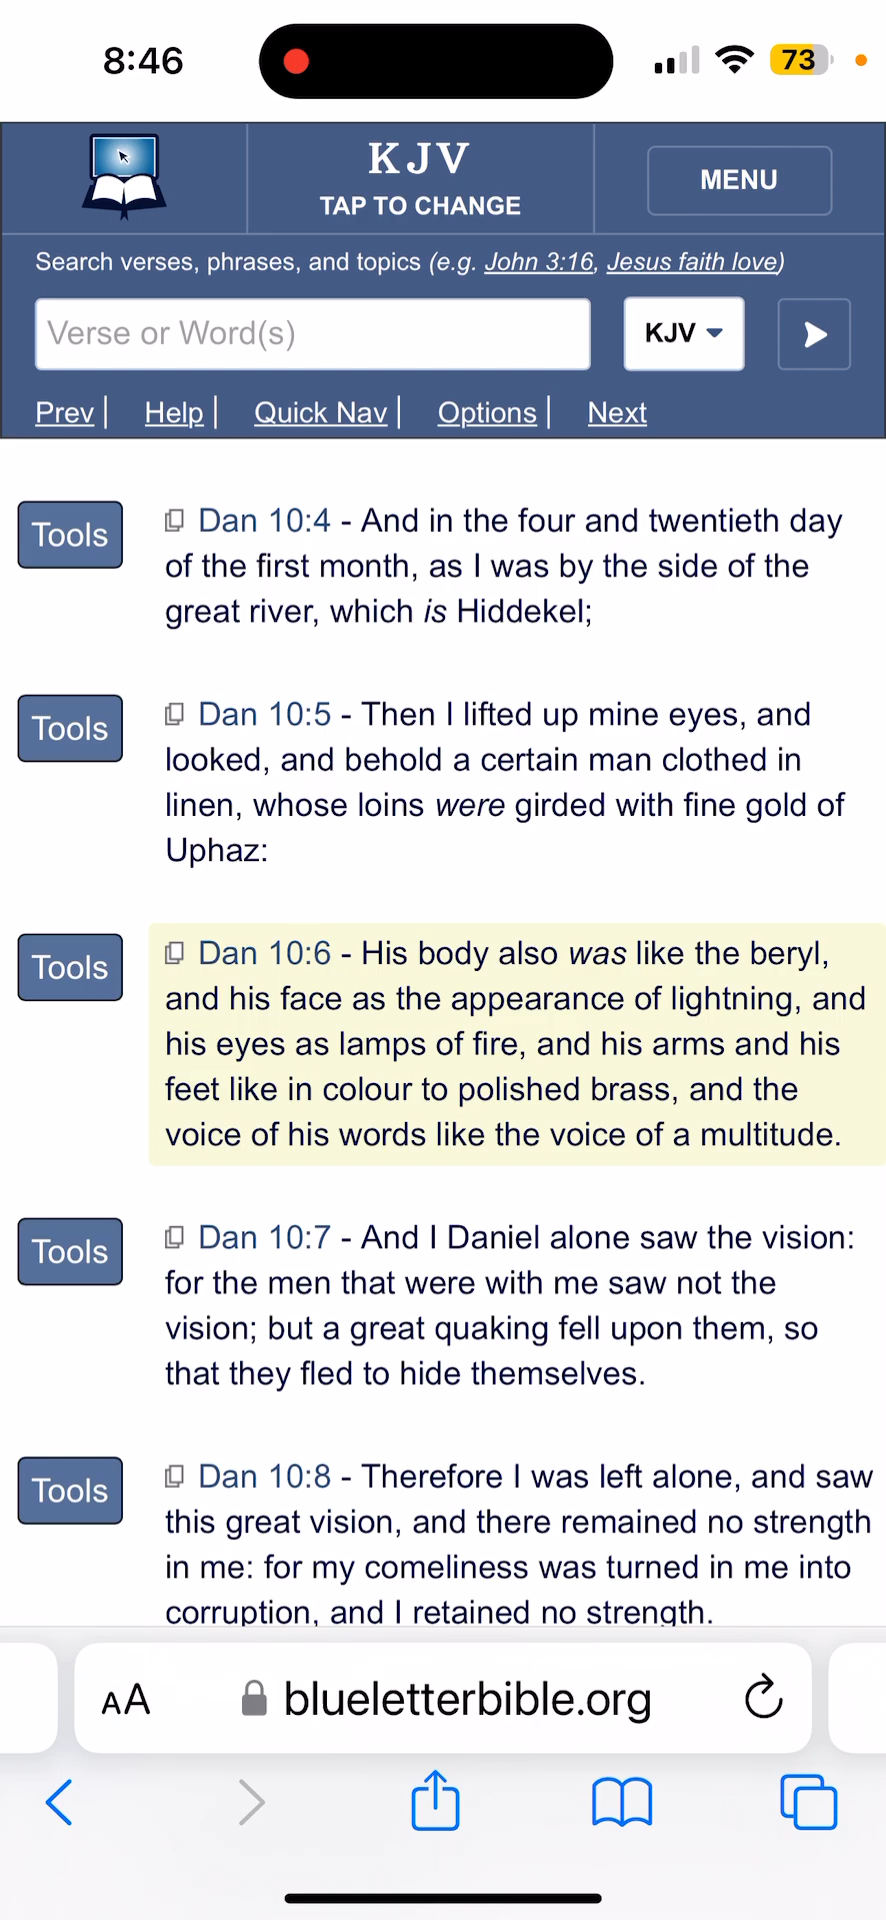 8:46
73
KJV
TAP TO CHANGE
MENU
Search verses, phrases, and topics (e.g. John 3:16, Jesus faith love)
Verse or Word(s)
KJV
Prev | Help | Quick Nav | Options | Next
Tools
Dan 10:4 - And in the four and twentieth day
of the first month, as I was by the side of the
great river, which is Hiddekel;
Tools
Dan 10:5 - Then I lifted up mine eyes, and
looked, and behold a certain man clothed in
linen, whose loins were girded with fine gold of
Uphaz:
Tools
Dan 10:6 - His body also was like the beryl,
and his face as the appearance of lightning, and
his eyes as lamps of fire, and his arms and his
feet like in colour to polished brass, and the
voice of his words like the voice of a multitude.
Tools
Dan 10:7 - And I Daniel alone saw the vision:
for the men that were with me saw not the
vision; but a great quaking fell upon them, so
that they fled to hide themselves.
Tools
Dan 10:8 - Therefore I was left alone, and saw
this great vision, and there remained no strength
in me: for my comeliness was turned in me into
corruption, and I retained no strength.
AA blueletterbible.org